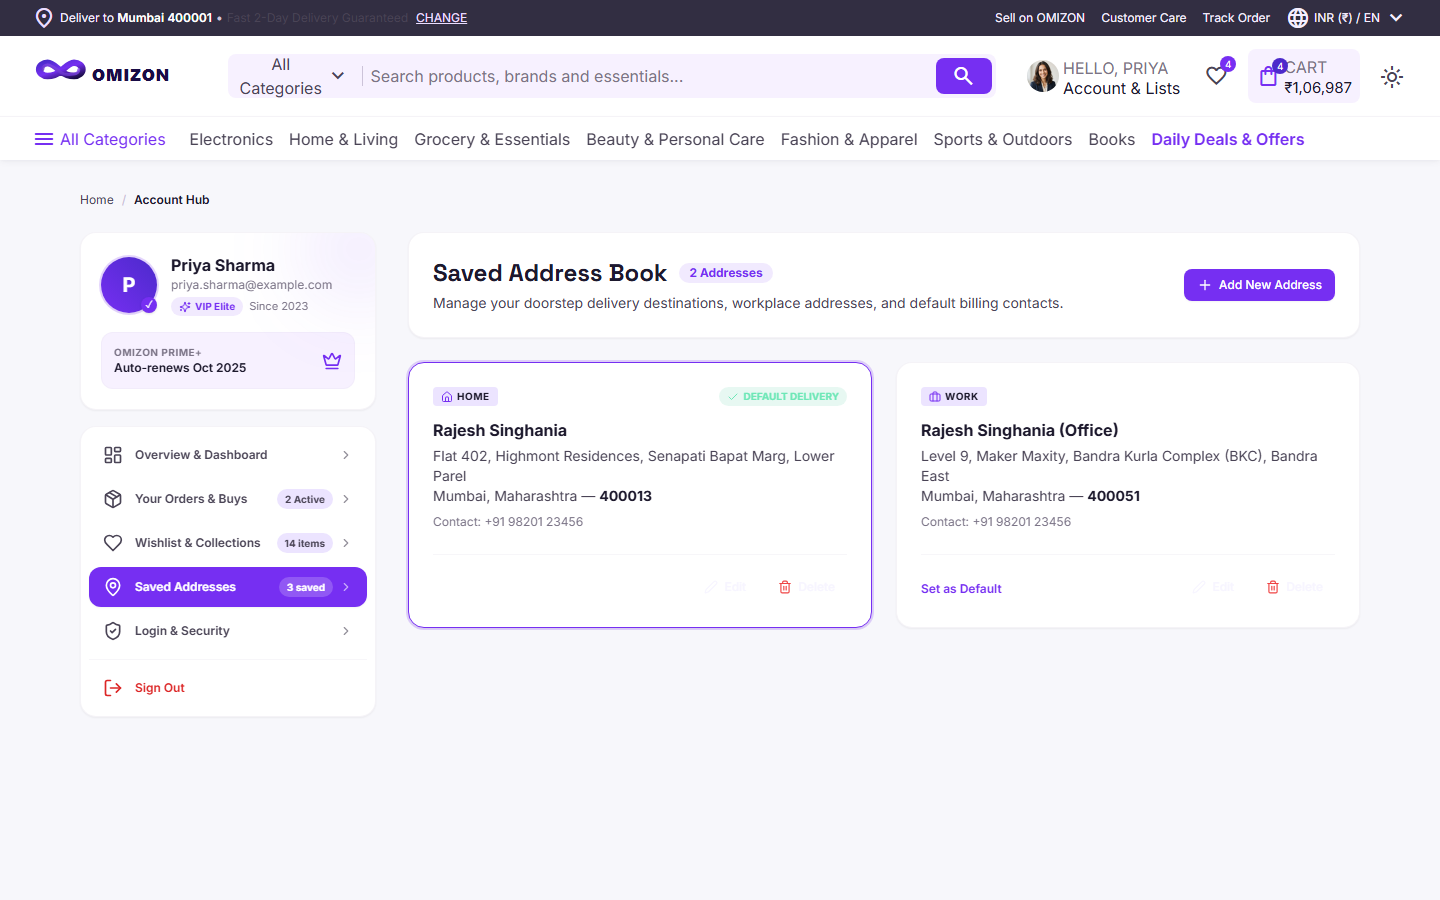 Deliver to Mumbai 400001 • Fast 2-Day Delivery Guaranteed CHANGE
Sell on OMIZON Customer Care Track Order INR (₹) / EN
OMIZON
All Categories
Search products, brands and essentials...
HELLO, PRIYA
Account & Lists
4
4
CART
₹1,06,987
All Categories Electronics Home & Living Grocery & Essentials Beauty & Personal Care Fashion & Apparel Sports & Outdoors Books Daily Deals & Offers
Home / Account Hub
P
Priya Sharma
priya.sharma@example.com
VIP Elite Since 2023
OMIZON PRIME+
Auto-renews Oct 2025
Overview & Dashboard
Your Orders & Buys 2 Active
Wishlist & Collections 14 items
Saved Addresses 3 saved
Login & Security
Sign Out
Saved Address Book 2 Addresses
Manage your doorstep delivery destinations, workplace addresses, and default billing contacts.
Add New Address
HOME DEFAULT DELIVERY
Rajesh Singhania
Flat 402, Highmont Residences, Senapati Bapat Marg, Lower
Parel
Mumbai, Maharashtra — 400013
Contact: +91 98201 23456
Edit Delete
WORK
Rajesh Singhania (Office)
Level 9, Maker Maxity, Bandra Kurla Complex (BKC), Bandra
East
Mumbai, Maharashtra — 400051
Contact: +91 98201 23456
Set as Default Edit Delete